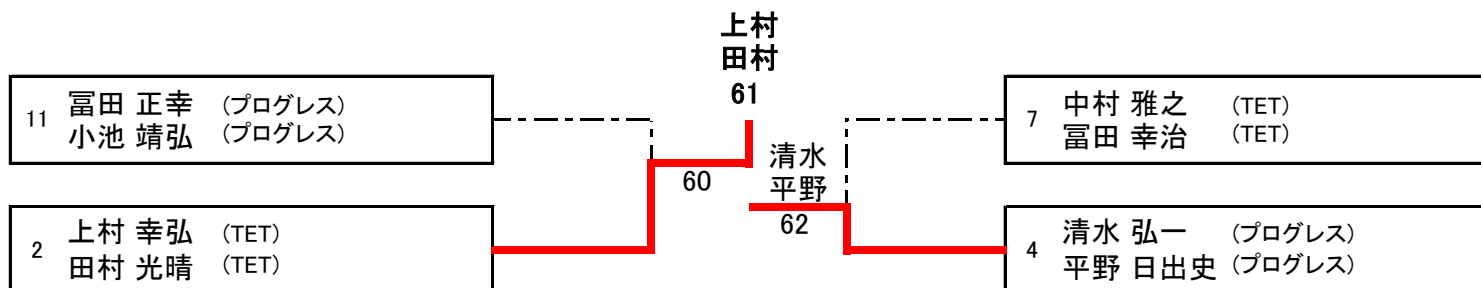 上村
田村
61
11 冨田 正幸 (プログレス)
小池 靖弘 (プログレス)
7 中村 雅之 (TET)
冨田 幸治 (TET)
60
清水
平野
62
2 上村 幸弘 (TET)
田村 光晴 (TET)
4 清水 弘一 (プログレス)
平野 日出史 (プログレス)